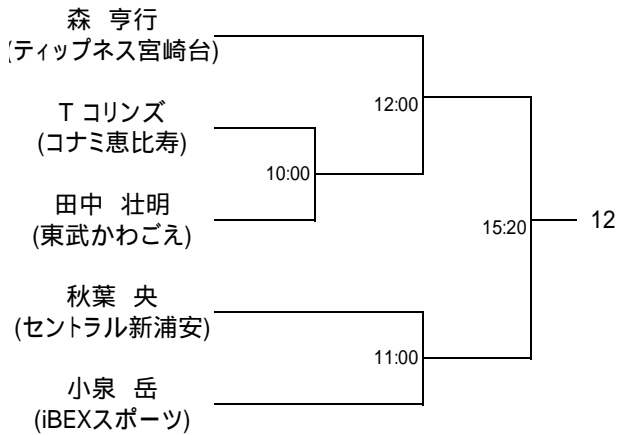 森 亨行
(ティップネス宮崎台)
12:00
T コリンズ
(コナミ恵比寿)
10:00
田中 壮明
(東武かわごえ)
15:20
12
秋葉 央
(セントラル新浦安)
11:00
小泉 岳
(iBEXスポーツ)